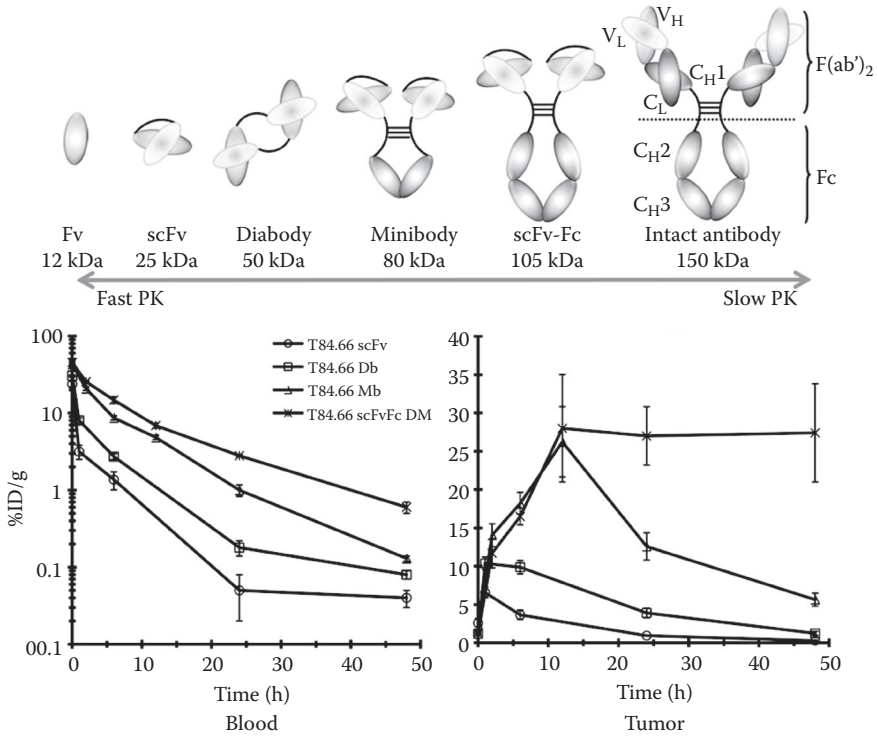 V_L
V_H
C_H1
C_L
F(ab')_2
C_H2
C_H3
Fc
Fv
12 kDa
scFv
25 kDa
Diabody
50 kDa
Minibody
80 kDa
scFv-Fc
105 kDa
Intact antibody
150 kDa
Fast PK
Slow PK
%ID/g
100
10
1
0.1
00.1
0 10 20 30 40 50
Time (h)
Blood
T84.66 scFv
T84.66 Db
T84.66 Mb
T84.66 scFvFc DM
40
35
30
25
20
15
10
5
0
0 10 20 30 40 50
Time (h)
Tumor